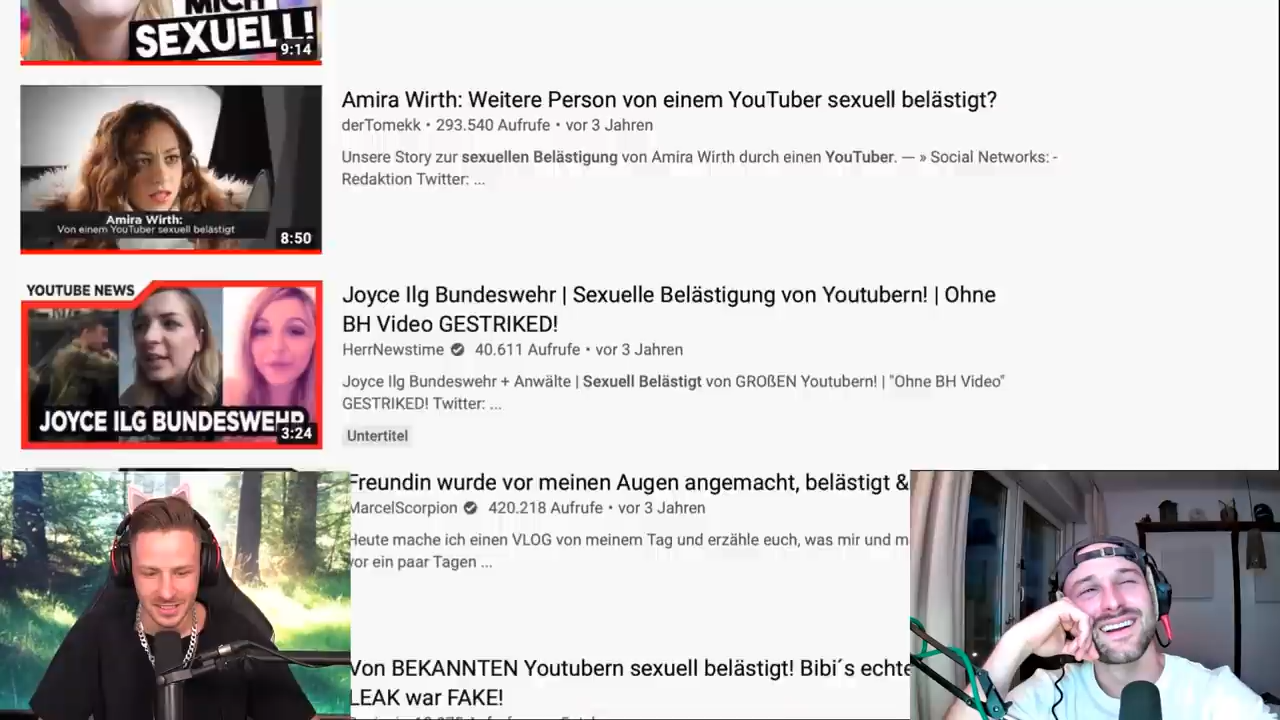 MICH
SEXUELL!
9:14
Amira Wirth: Weitere Person von einem YouTuber sexuell belästigt?
derTomekk • 293.540 Aufrufe • vor 3 Jahren
Unsere Story zur sexuellen Belästigung von Amira Wirth durch einen YouTuber. — » Social Networks: -
Redaktion Twitter: ...
Amira Wirth:
Von einem YouTuber sexuell belästigt
8:50
YOUTUBE NEWS
JOYCE ILG BUNDESWEHR
3:24
Joyce Ilg Bundeswehr | Sexuelle Belästigung von Youtubern! | Ohne
BH Video GESTRIKED!
HerrNewstime 40.611 Aufrufe • vor 3 Jahren
Joyce Ilg Bundeswehr + Anwälte | Sexuell Belästigt von GROẞEN Youtubern! | "Ohne BH Video"
GESTRIKED! Twitter: ...
Untertitel
Freundin wurde vor meinen Augen angemacht, belästigt &
MarcelScorpion 420.218 Aufrufe • vor 3 Jahren
Heute mache ich einen VLOG von meinem Tag und erzähle euch, was mir und m
vor ein paar Tagen ...
Von BEKANNTEN Youtubern sexuell belästigt! Bibi´s echte
LEAK war FAKE!